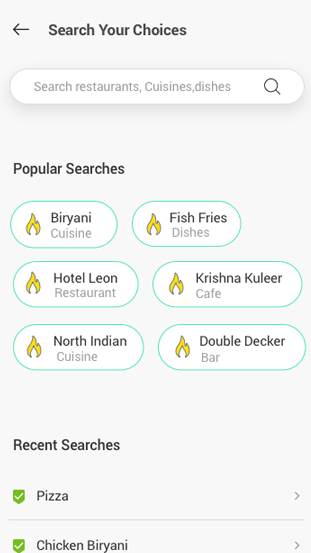 Search Your Choices
Search restaurants, Cuisines,dishes
Popular Searches
Biryani
Cuisine
Fish Fries
Dishes
Hotel Leon
Restaurant
Krishna Kuleer
Cafe
North Indian
Cuisine
Double Decker
Bar
Recent Searches
Pizza
Chicken Biryani